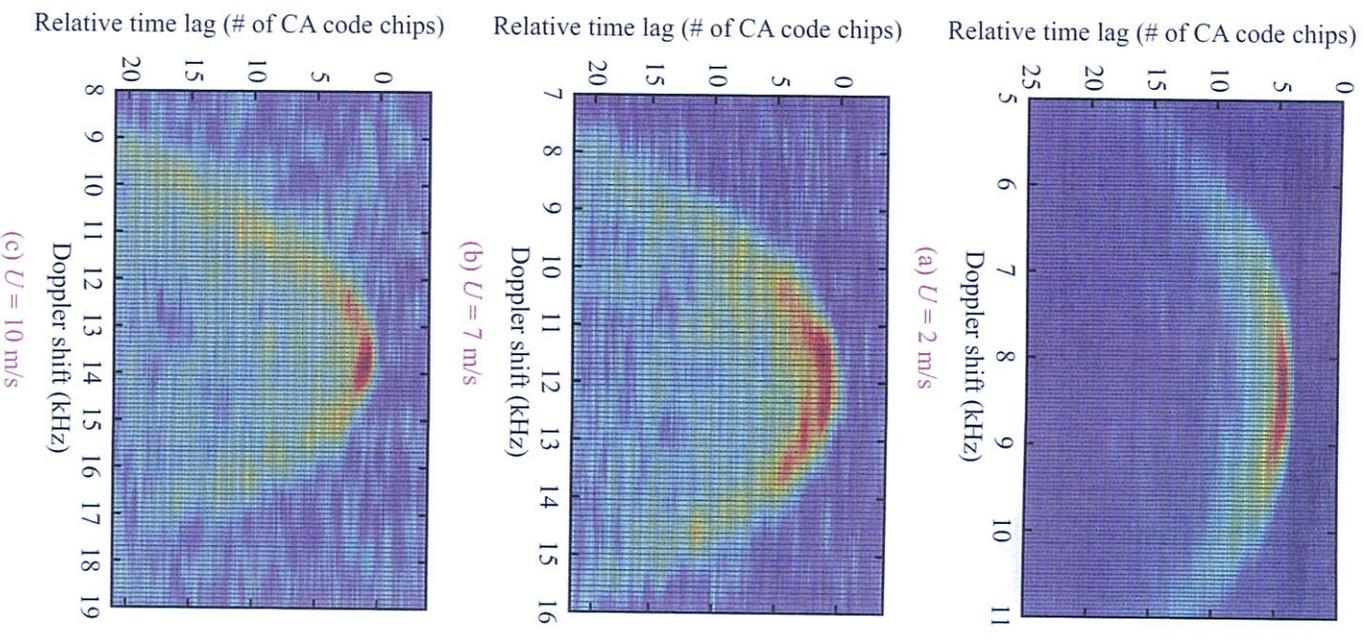 Relative time lag (# of CA code chips)
0
5
10
15
20
25
5 6 7 8 9 10 11
Doppler shift (kHz)
(a) U = 2 m/s
Relative time lag (# of CA code chips)
0
5
10
15
20
7 8 9 10 11 12 13 14 15 16
Doppler shift (kHz)
(b) U = 7 m/s
Relative time lag (# of CA code chips)
0
5
10
15
20
8 9 10 11 12 13 14 15 16 17 18 19
Doppler shift (kHz)
(c) U = 10 m/s